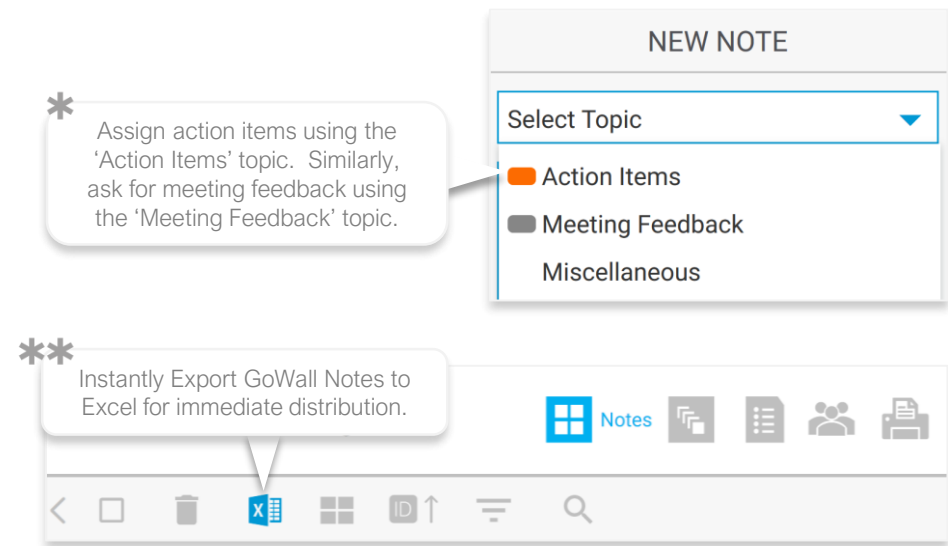 NEW NOTE
Select Topic
Action Items
Meeting Feedback
Miscellaneous
*
Assign action items using the
‘Action Items’ topic.  Similarly,
ask for meeting feedback using
the ‘Meeting Feedback’ topic.
**
Instantly Export GoWall Notes to
Excel for immediate distribution.
Notes
X
ID